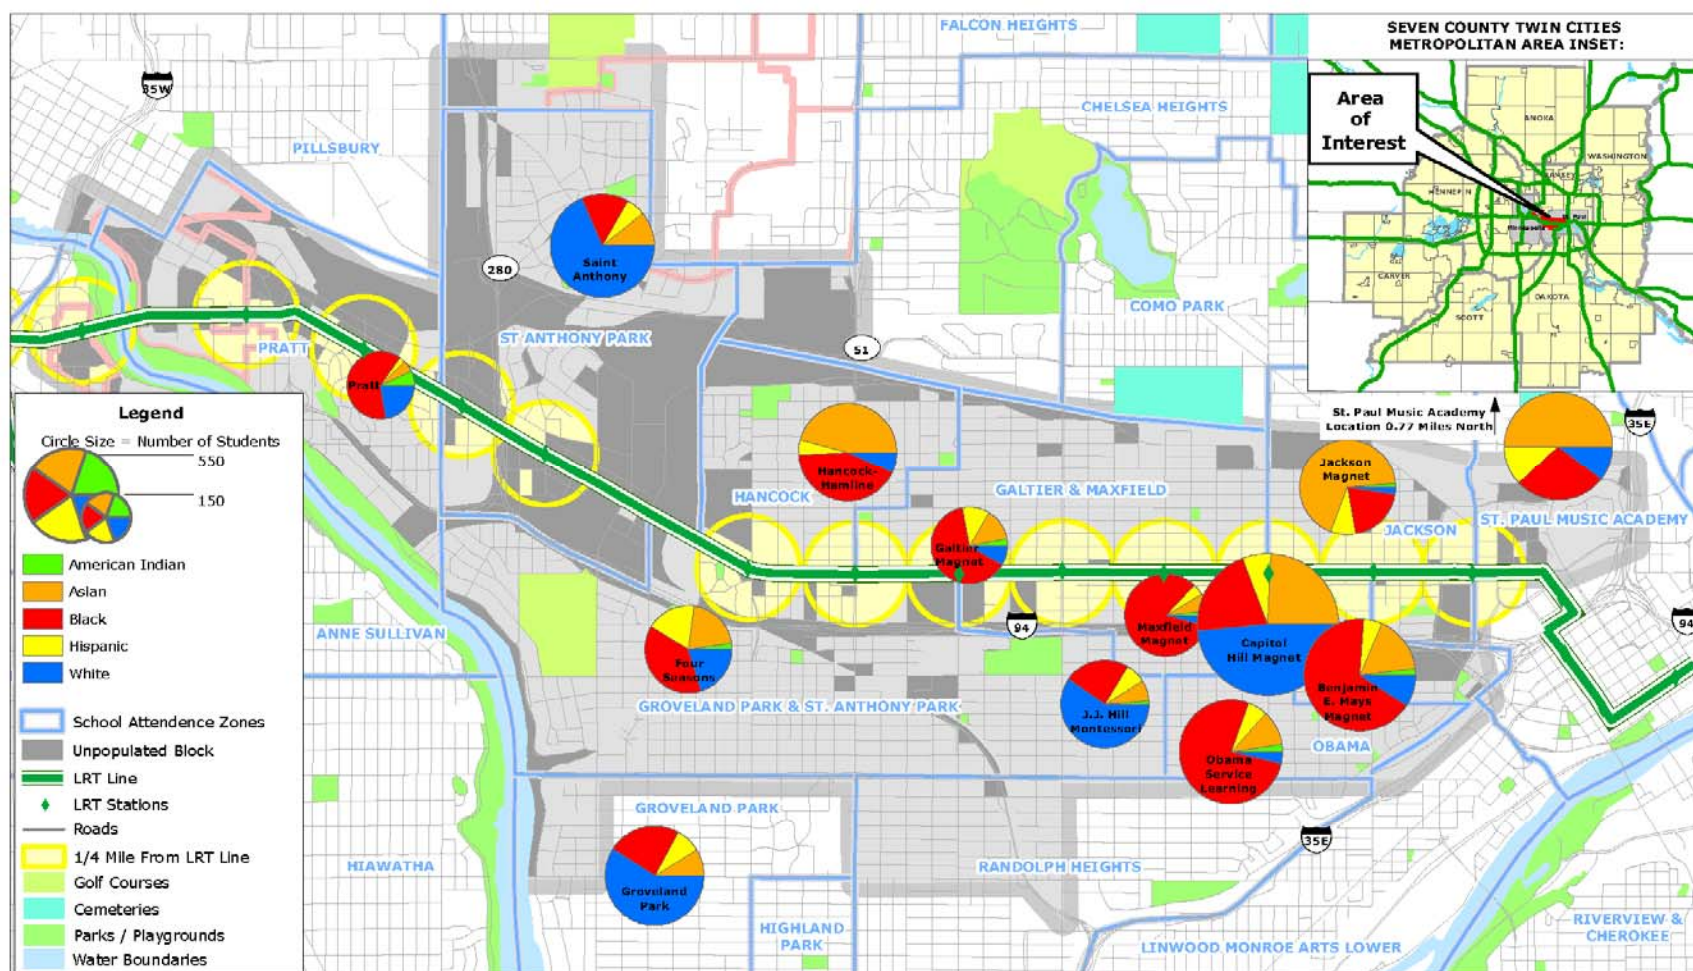 FALCON HEIGHTS
CHELSEA HEIGHTS
35W
PILLSBURY
280
Saint
Anthony
COMO PARK
ST ANTHONY PARK
51
PRATT
Pratt
SEVEN COUNTY TWIN CITIES
METROPOLITAN AREA INSET:
Area
of
Interest
ANOKA
WASHINGTON
RAMSEY
HENNEPIN
St. Paul
Minneapolis
CARVER
SCOTT
DAKOTA
St. Paul Music Academy
Location 0.77 Miles North
35E
Hancock-
Hamline
HANCOCK
GALTIER & MAXFIELD
Jackson
Magnet
JACKSON
ST. PAUL MUSIC ACADEMY
Galtier
Magnet
94
Maxfield
Magnet
Capitol
Hill Magnet
94
ANNE SULLIVAN
Four
Seasons
GROVELAND PARK & ST. ANTHONY PARK
J.J. Hill
Montessori
Benjamin
E. Mays
Magnet
OBAMA
Obama
Service
Learning
GROVELAND PARK
35E
HIAWATHA
Groveland
Park
RANDOLPH HEIGHTS
HIGHLAND
PARK
LINWOOD MONROE ARTS LOWER
RIVERVIEW &
CHEROKEE
Legend
Circle Size = Number of Students
550
150
American Indian
Asian
Black
Hispanic
White
School Attendence Zones
Unpopulated Block
LRT Line
LRT Stations
Roads
1/4 Mile From LRT Line
Golf Courses
Cemeteries
Parks / Playgrounds
Water Boundaries